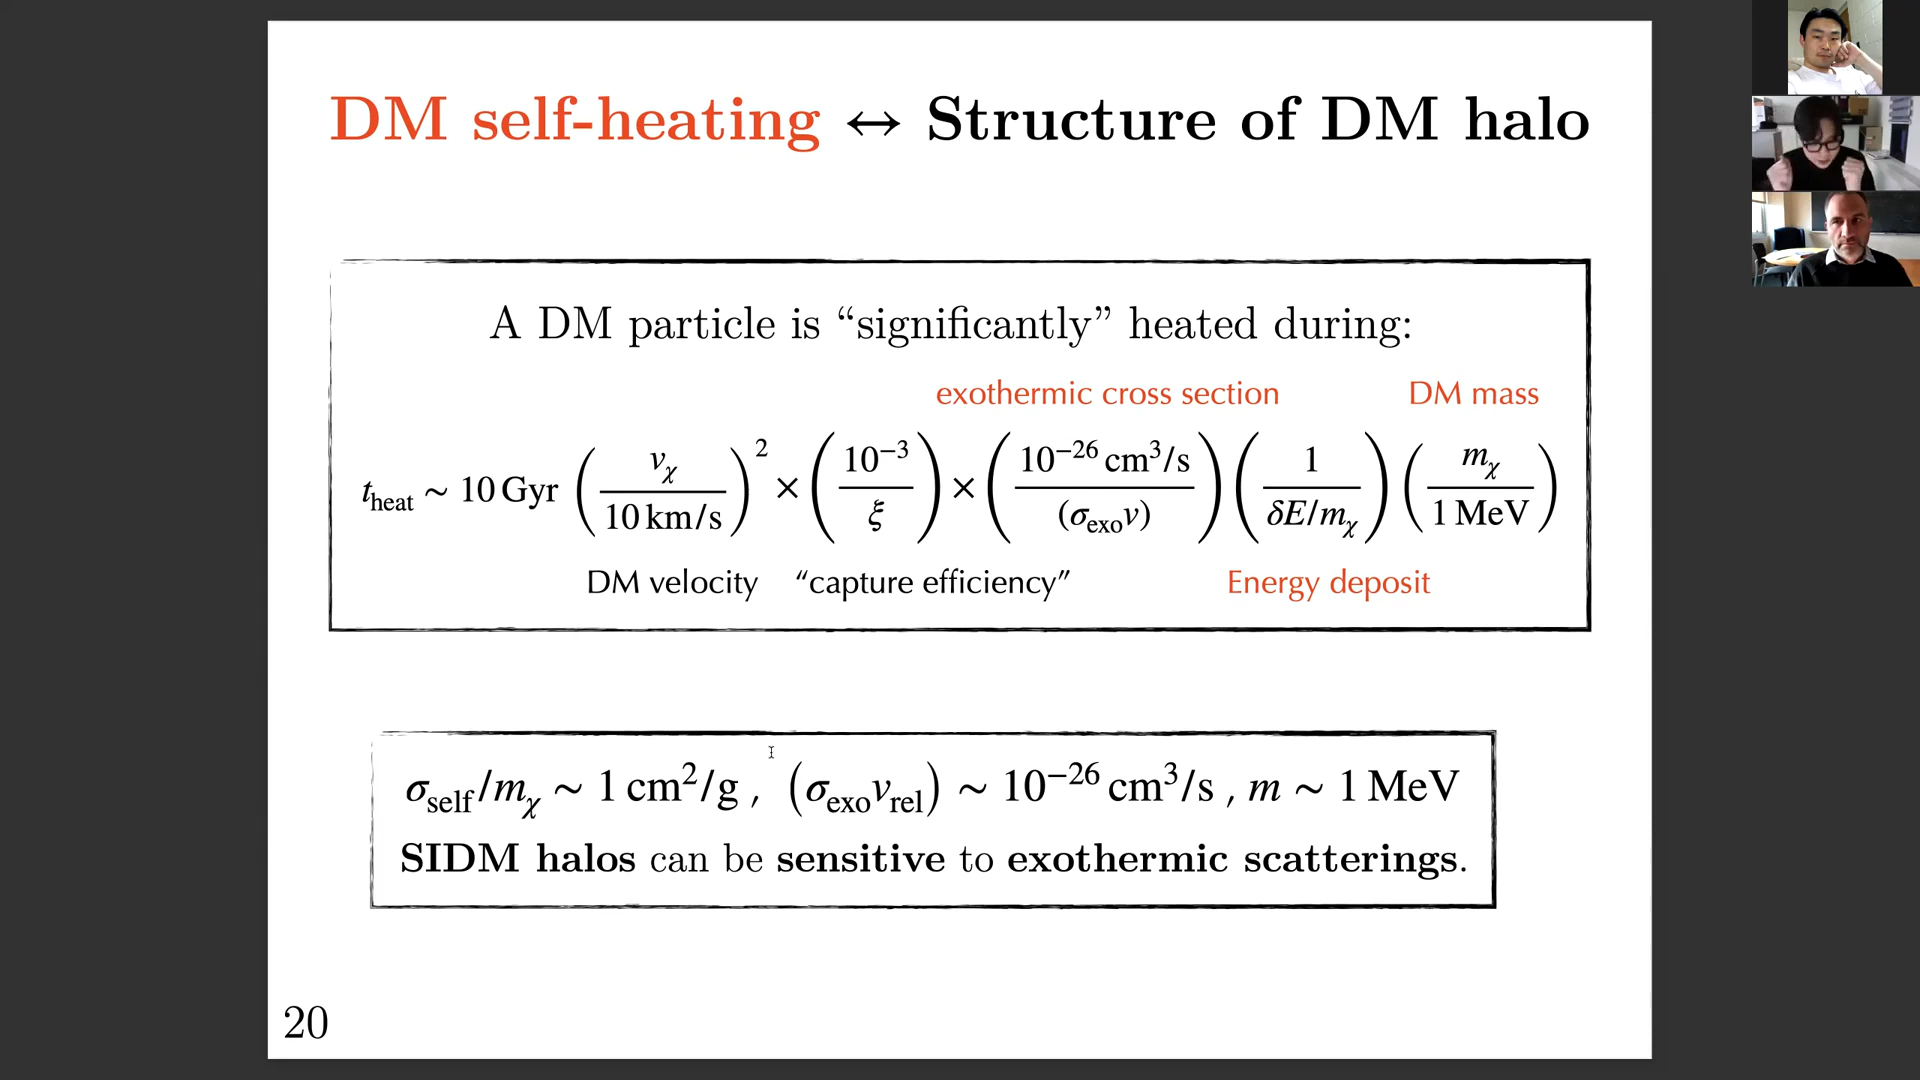 DM self-heating ↔ Structure of DM halo
A DM particle is “significantly” heated during:
exothermic cross section DM mass
t_heat ∼ 10 Gyr (v_χ / 10 km/s)^2 × (10^−3 / ξ) × (10^−26 cm^3/s / (σ_exo v)) (1 / δE/m_χ) (m_χ / 1 MeV)
DM velocity “capture efficiency” Energy deposit
σ_self/m_χ ∼ 1 cm^2/g , (σ_exo v_rel) ∼ 10^−26 cm^3/s , m ∼ 1 MeV
SIDM halos can be sensitive to exothermic scatterings.
20